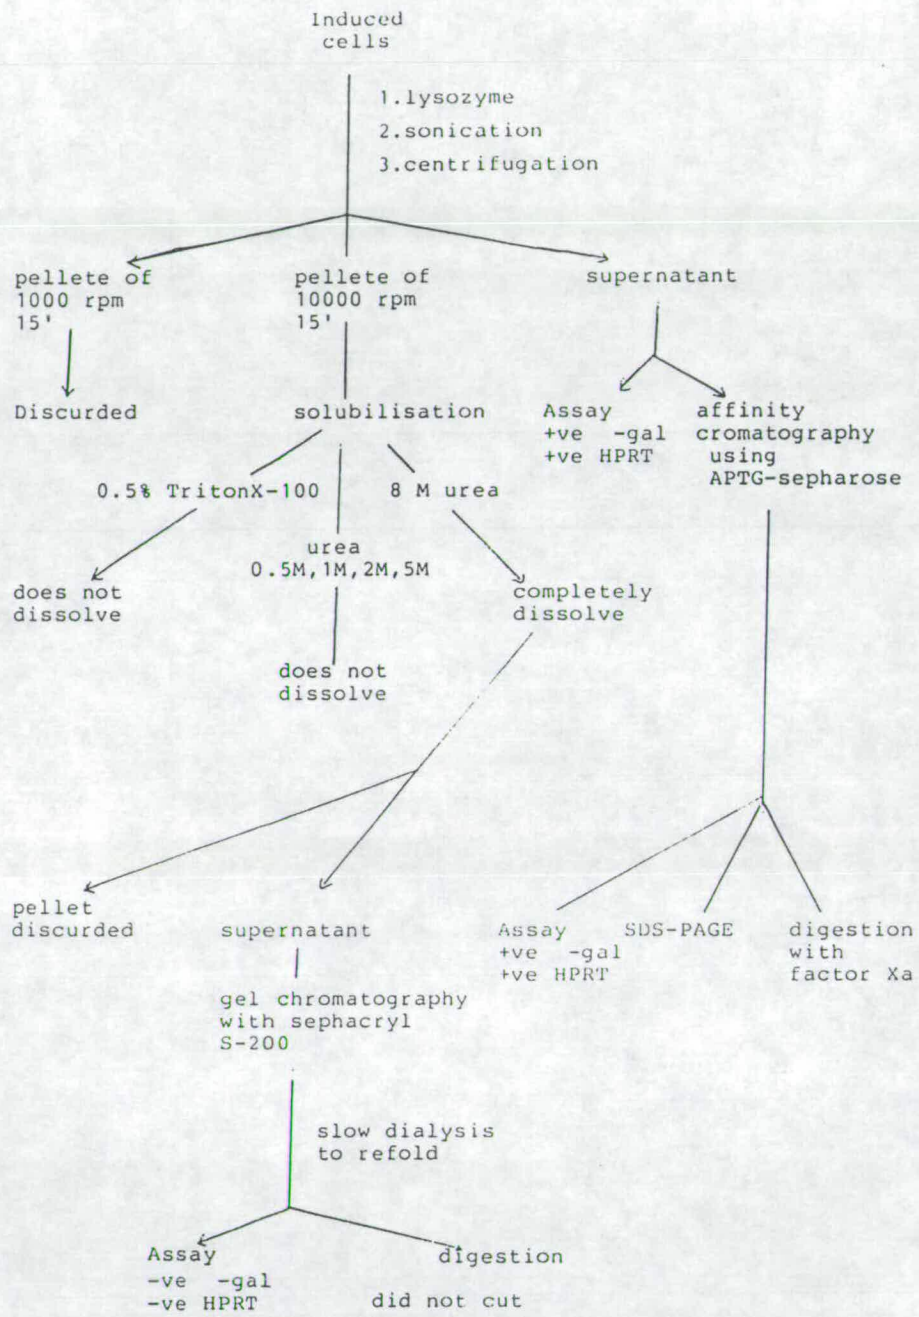 Induced
cells
1.lysozyme
2.sonication
3.centrifugation
pellete of
1000 rpm
15'
pellete of
10000 rpm
15'
supernatant
Discurded
solubilisation
Assay
+ve -gal
+ve HPRT
affinity
cromatography
using
APTG-sepharose
0.5% TritonX-100
8 M urea
urea
0.5M,1M,2M,5M
does not
dissolve
completely
dissolve
does not
dissolve
pellet
discurded
supernatant
Assay
+ve -gal
+ve HPRT
SDS-PAGE
digestion
with
factor Xa
gel chromatography
with sephacryl
S-200
slow dialysis
to refold
Assay
-ve -gal
-ve HPRT
digestion
did not cut